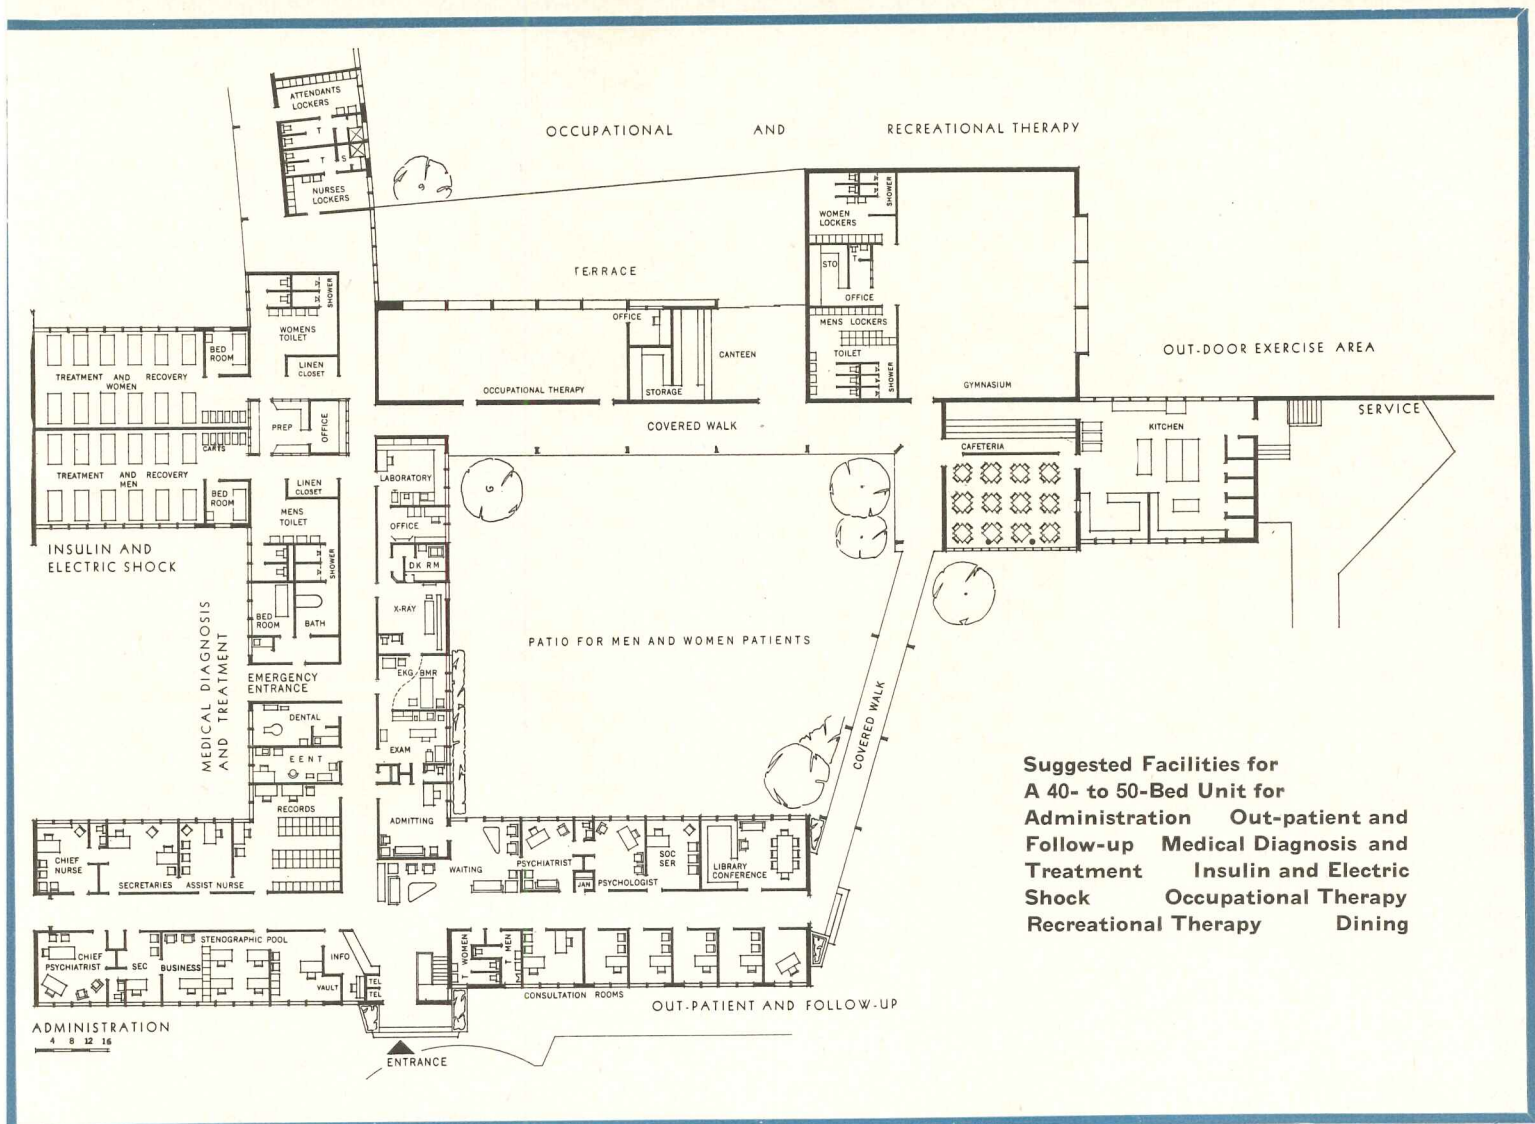 ATTENDANTS
LOCKERS
T
T S
NURSES
LOCKERS
OCCUPATIONAL AND RECREATIONAL THERAPY
TERRACE
WOMEN
LOCKERS
SHOWER
STO
T
OFFICE
MENS LOCKERS
TOILET
SHOWER
GYMNASIUM
OUT-DOOR EXERCISE AREA
SERVICE
SHOWER
WOMENS
TOILET
LINEN
CLOSET
BED
ROOM
TREATMENT AND RECOVERY
WOMEN
PREP
OFFICE
CARTS
TREATMENT AND RECOVERY
MEN
BED
ROOM
LINEN
CLOSET
MENS
TOILET
SHOWER
INSULIN AND
ELECTRIC SHOCK
BED
ROOM
BATH
OFFICE
OCCUPATIONAL THERAPY
STORAGE
CANTEEN
COVERED WALK
CAFETERIA
KITCHEN
LABORATORY
OFFICE
DK RM
X-RAY
EKG BMR
EXAM
ADMITTING
PATIO FOR MEN AND WOMEN PATIENTS
COVERED WALK
MEDICAL DIAGNOSIS
AND TREATMENT
EMERGENCY
ENTRANCE
DENTAL
E E N T
RECORDS
CHIEF
NURSE
SECRETARIES
ASSIST NURSE
WAITING
PSYCHIATRIST
JAN
PSYCHOLOGIST
SOC
SER
LIBRARY
CONFERENCE
CHIEF
PSYCHIATRIST
SEC
BUSINESS
STENOGRAPHIC POOL
INFO
VAULT
TEL
TEL
T WOMEN
T MEN
CONSULTATION ROOMS
OUT-PATIENT AND FOLLOW-UP
ADMINISTRATION
4 8 12 16
ENTRANCE
Suggested Facilities for
A 40- to 50-Bed Unit for
Administration Out-patient and
Follow-up Medical Diagnosis and
Treatment Insulin and Electric
Shock Occupational Therapy
Recreational Therapy Dining